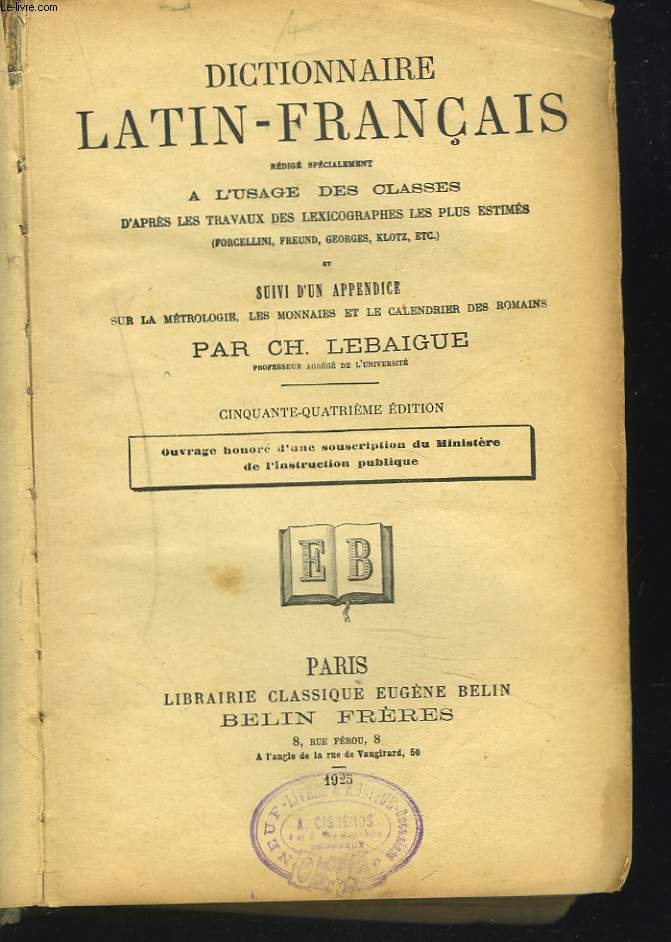 Le-livre.com
DICTIONNAIRE
LATIN-FRANÇAIS
RÉDIGÉ SPÉCIALEMENT
A L'USAGE DES CLASSES
D'APRÈS LES TRAVAUX DES LEXICOGRAPHES LES PLUS ESTIMÉS
(FORCELLINI, FREUND, GEORGES, KLOTZ, ETC.)
ET
SUIVI D'UN APPENDICE
SUR LA MÉTROLOGIE, LES MONNAIES ET LE CALENDRIER DES ROMAINS
PAR CH. LEBAIGUE
PROFESSEUR AGRÉGÉ DE L'UNIVERSITÉ
CINQUANTE-QUATRIÈME ÉDITION
Ouvrage honoré d'une souscription du Ministère
de l'instruction publique
E B
PARIS
LIBRAIRIE CLASSIQUE EUGÈNE BELIN
BELIN FRÈRES
8, RUE FÉROU, 8
A l'angle de la rue de Vaugirard, 50
1925
NEUF-LIVRES
A. CISNEROS
BORDEAUX